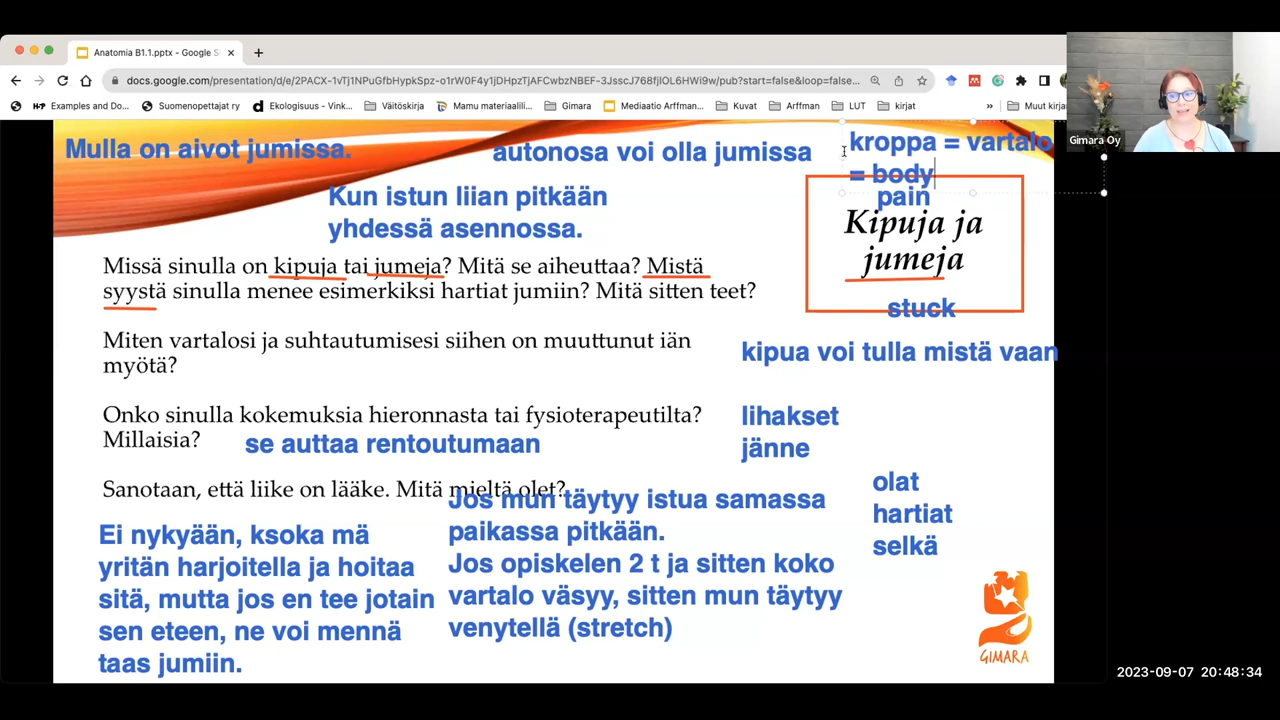 Anatomia B1.1.pptx - Google S
docs.google.com/presentation/d/e/2PACX-1vTj1NPuGfbHypkSpz-o1rW0F4y1jDHpzTjAFCwbzNBEF-3JsscJ768fjlOL6HWi9w/pub?start=false&loop=false...
Examples and Do...
Suomenopettajat ry
Ekologisuus - Vink...
Väitöskirja
Mamu materiaalili...
Gimara
Mediaatio Arffman...
Kuvat
Arffman
LUT
kirjat
»
Muut kirjan
Gimara Oy
Mulla on aivot jumissa.
autonosa voi olla jumissa
kroppa = vartalo
= body
pain
Kun istun liian pitkään
yhdessä asennossa.
Kipuja ja
jumeja
stuck
Missä sinulla on kipuja tai jumeja? Mitä se aiheuttaa? Mistä
syystä sinulla menee esimerkiksi hartiat jumiin? Mitä sitten teet?
Miten vartalosi ja suhtautumisesi siihen on muuttunut iän
myötä?
kipua voi tulla mistä vaan
Onko sinulla kokemuksia hieronnasta tai fysioterapeutilta?
Millaisia?
se auttaa rentoutumaan
lihakset
jänne
Sanotaan, että liike on lääke. Mitä mieltä olet?
olat
hartiat
selkä
Ei nykyään, ksoka mä
yritän harjoitella ja hoitaa
sitä, mutta jos en tee jotain
sen eteen, ne voi mennä
taas jumiin.
Jos mun täytyy istua samassa
paikassa pitkään.
Jos opiskelen 2 t ja sitten koko
vartalo väsyy, sitten mun täytyy
venytellä (stretch)
GIMARA
2023-09-07 20:48:34